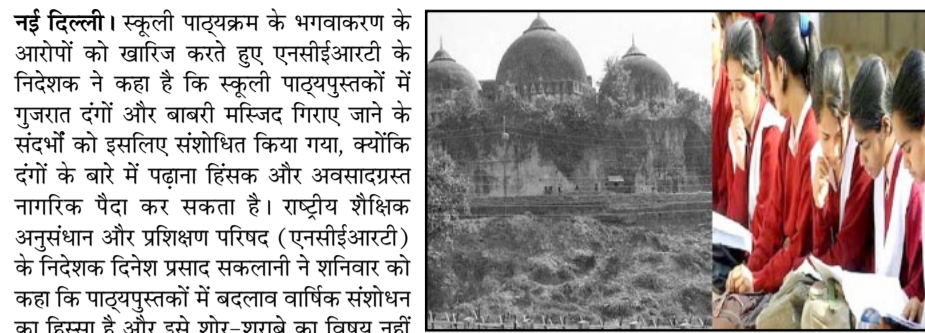 नई दिल्ली। स्कूली पाठ्यक्रम के भगवाकरण के
आरोपों को खारिज करते हुए एनसीईआरटी के
निदेशक ने कहा है कि स्कूली पाठ्यपुस्तकों में
गुजरात दंगों और बाबरी मस्जिद गिराए जाने के
संदर्भों को इसलिए संशोधित किया गया, क्योंकि
दंगों के बारे में पढ़ाना हिंसक और अवसादग्रस्त
नागरिक पैदा कर सकता है। राष्ट्रीय शैक्षिक
अनुसंधान और प्रशिक्षण परिषद (एनसीईआरटी)
के निदेशक दिनेश प्रसाद सकलानी ने शनिवार को
कहा कि पाठ्यपुस्तकों में बदलाव वार्षिक संशोधन
का हिस्सा है और इसे शोर-शराबे का विषय नहीं